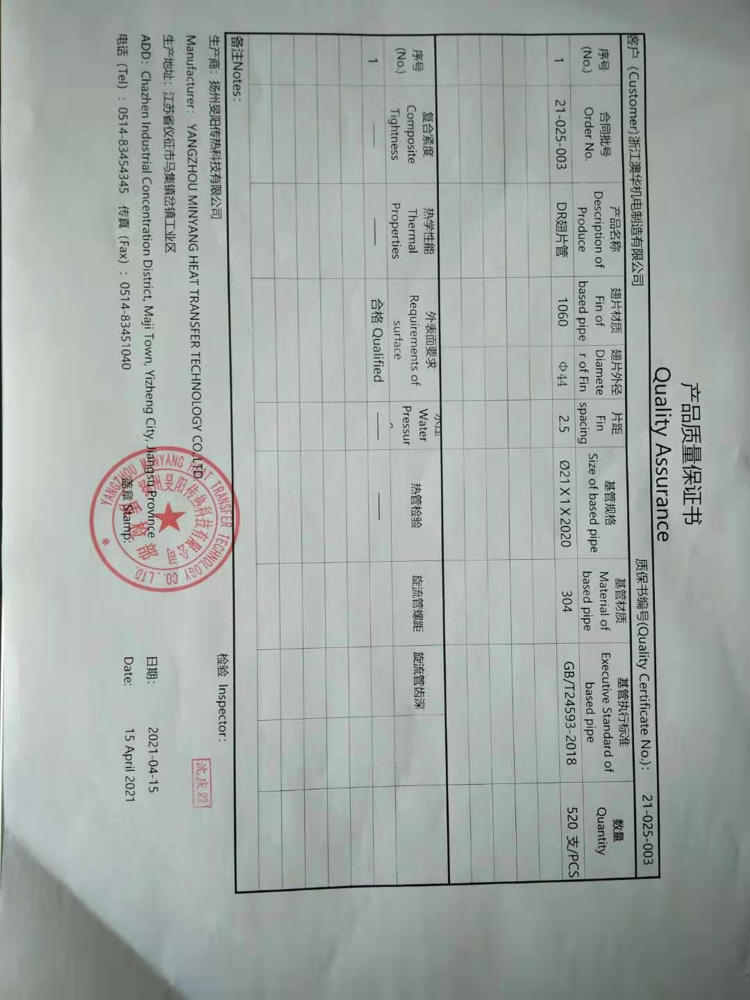 产品质量保证书
Quality Assurance
质保书编号(Quality Certificate No.)： 21-025-003
客户 (Customer)浙江澳华机电制造有限公司
序号 (No.)
合同批号 Order No.
产品名称 Description of Produce
翅片材质 Fin of based pipe
翅片外径 Diameter of Fin
片距 Fin spacing
基管规格 Size of based pipe
基管材质 Material of based pipe
基管执行标准 Executive Standard of based pipe
数量 Quantity
1 21-025-003 DR翅片管 1060 Φ44 2.5 Ø21X1X2020 304 GB/T24593-2018 520 支/PCS
序号 (No.)
复合紧度 Composite Tightness
热学性能 Thermal Properties
外表面要求 Requirements of surface
水压 Water Pressur
热管检验
旋流管螺距
旋流管齿深
1 —— —— 合格 Qualified —— ——
备注Notes:
生产商：扬州旻阳传热科技有限公司
检验 Inspector：
沈庆
Manufacturer： YANGZHOU MINYANG HEAT TRANSFER TECHNOLOGY CO.,LTD.
生产地址：江苏省仪征市马集镇岔镇工业区
日期： 2021-04-15
ADD：Chazhen Industrial Concentration District, Maji Town, Yizheng City, Jiangsu Province
盖章 Stamp:
Date: 15 April 2021
电话 (Tel)：0514-83454345 传真 (Fax)：0514-83451040
YANGZHOU MINYANG HEAT TRANSFER TECHNOLOGY CO.,LTD.
扬州旻阳传热科技有限公司
质检部